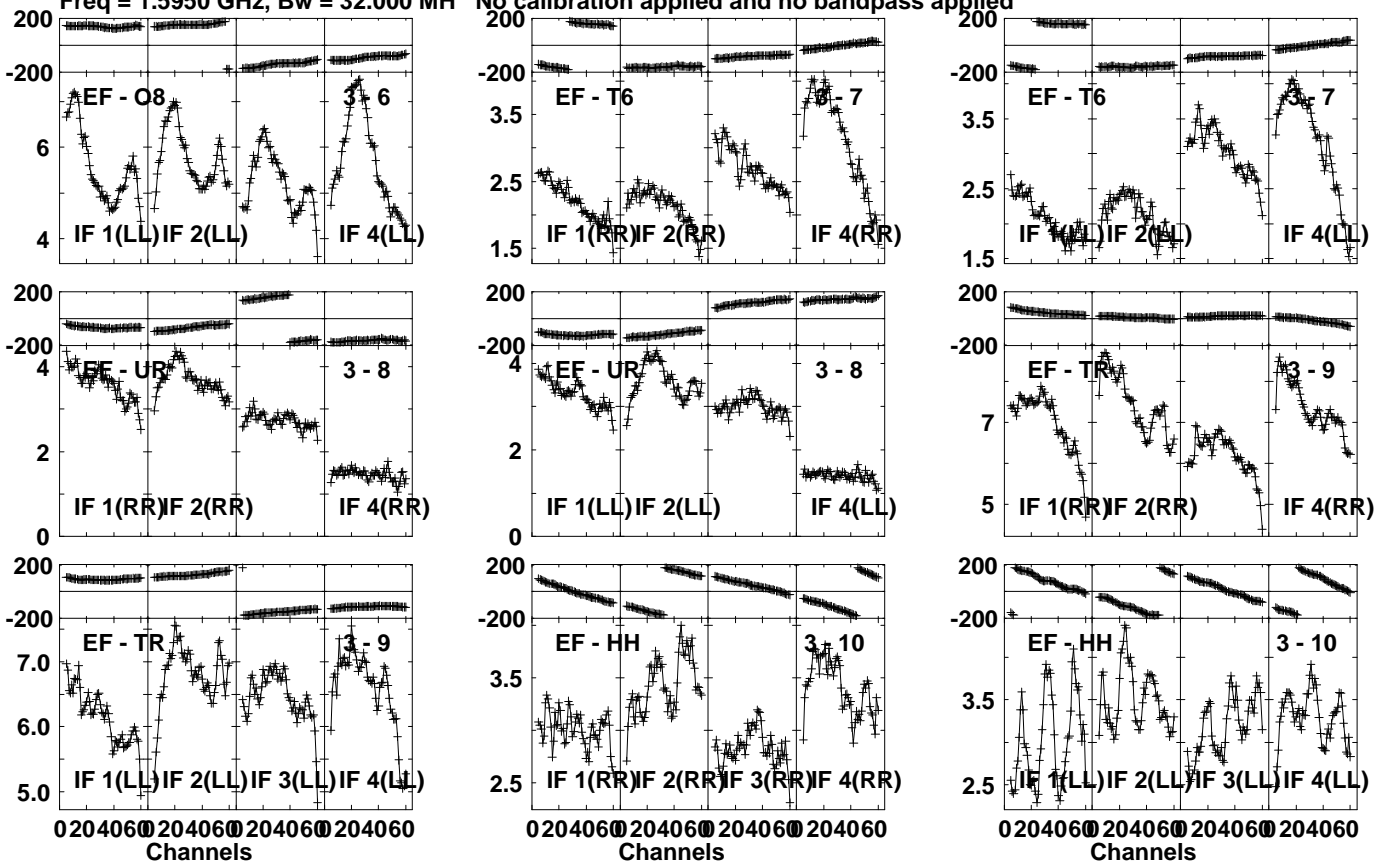 Freq = 1.5950 GHz, Bw = 32.000 MH No calibration applied and no bandpass applied
200
-200
EF - O8
3 - 6
6
4
IF 1(LL)
IF 2(LL)
IF 4(LL)
200
-200
EF - T6
3 - 7
3.5
2.5
1.5
IF 1(RR)
IF 2(RR)
IF 4(RR)
200
-200
EF - T6
3 - 7
3.5
2.5
1.5
IF 1(LL)
IF 2(LL)
IF 4(LL)
200
-200
EF - UR
3 - 8
4
2
0
IF 1(RR)
IF 2(RR)
IF 4(RR)
200
-200
EF - UR
3 - 8
4
2
0
IF 1(LL)
IF 2(LL)
IF 4(LL)
200
-200
EF - TR
3 - 9
7
5
IF 1(RR)
IF 2(RR)
IF 4(RR)
200
-200
EF - TR
3 - 9
7.0
6.0
5.0
IF 1(LL)
IF 2(LL)
IF 3(LL)
IF 4(LL)
0204060 0204060 0204060 0204060
Channels
200
-200
EF - HH
3 - 10
3.5
2.5
IF 1(RR)
IF 2(RR)
IF 3(RR)
IF 4(RR)
0204060 0204060 0204060 0204060
Channels
200
-200
EF - HH
3 - 10
3.5
2.5
IF 1(LL)
IF 2(LL)
IF 3(LL)
IF 4(LL)
0204060 0204060 0204060 0204060
Channels